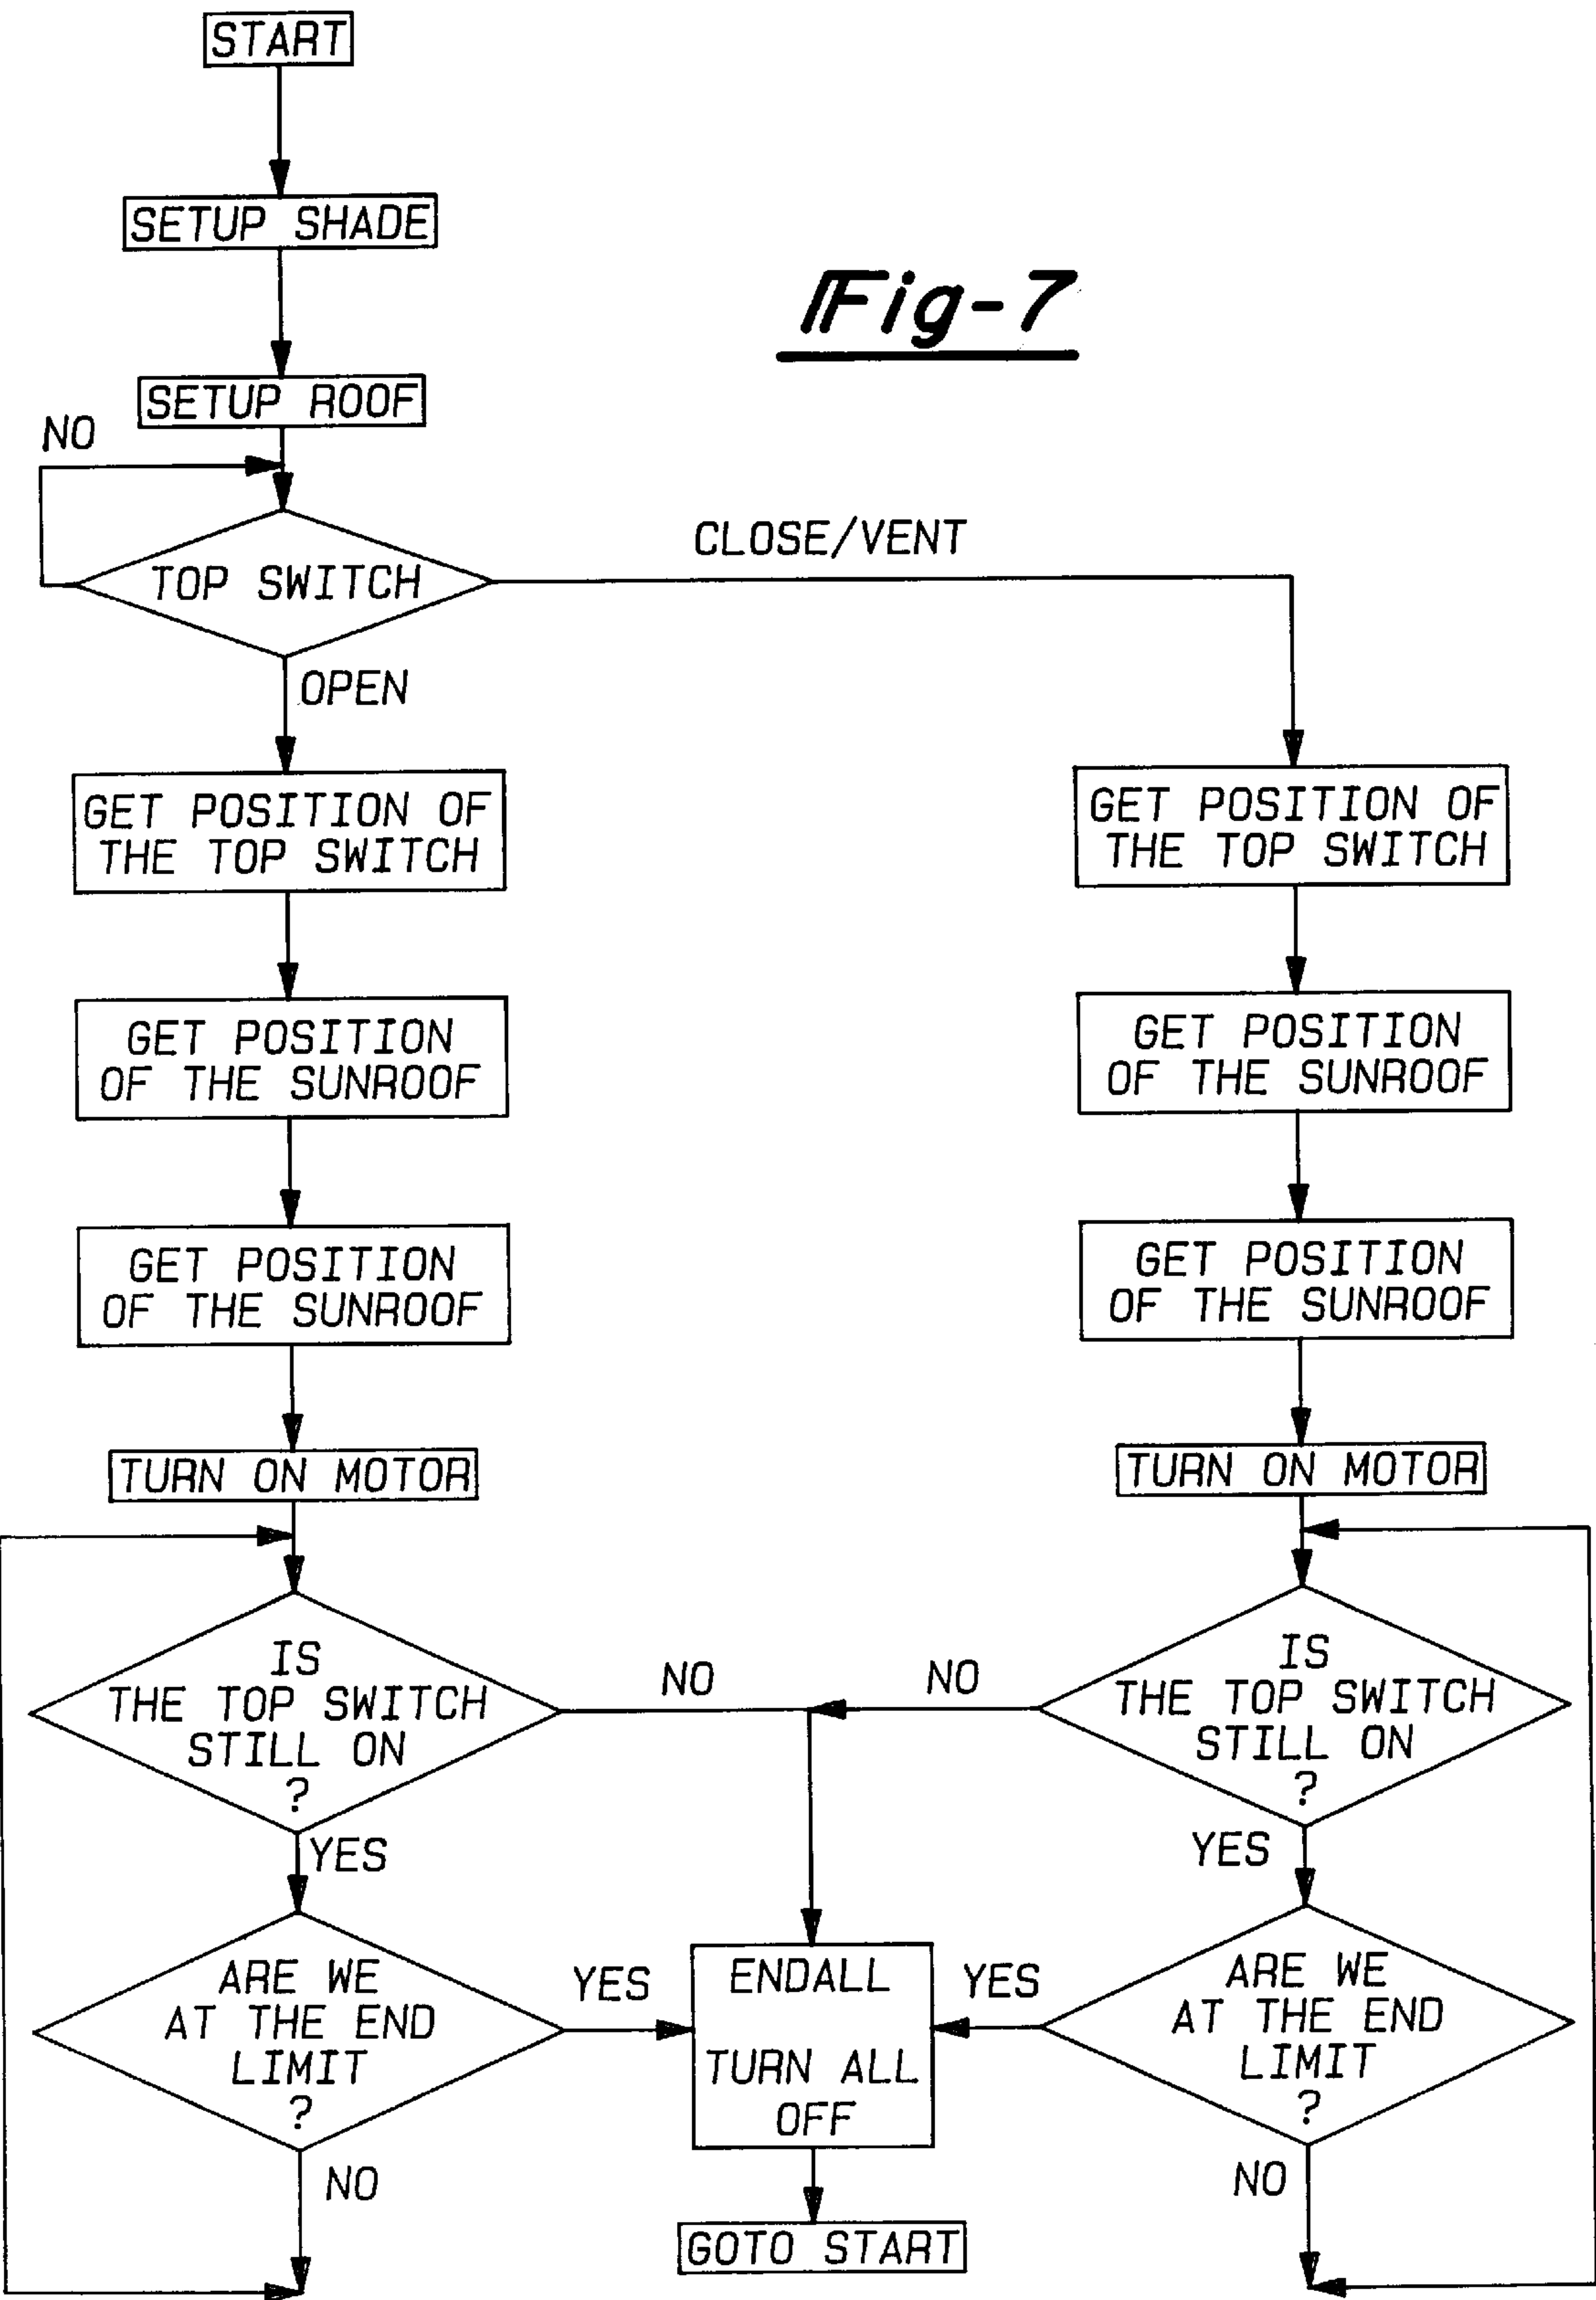 START
SETUP SHADE
Fig-7
SETUP ROOF
NO
CLOSE/VENT
TOP SWITCH
OPEN
GET POSITION OF
THE TOP SWITCH
GET POSITION
OF THE SUNROOF
GET POSITION
OF THE SUNROOF
TURN ON MOTOR
IS
THE TOP SWITCH
STILL ON
?
NO
YES
ARE WE
AT THE END
LIMIT
?
YES
NO
GET POSITION OF
THE TOP SWITCH
GET POSITION
OF THE SUNROOF
GET POSITION
OF THE SUNROOF
TURN ON MOTOR
IS
THE TOP SWITCH
STILL ON
?
NO
YES
ARE WE
AT THE END
LIMIT
?
YES
NO
ENDALL
TURN ALL
OFF
GOTO START